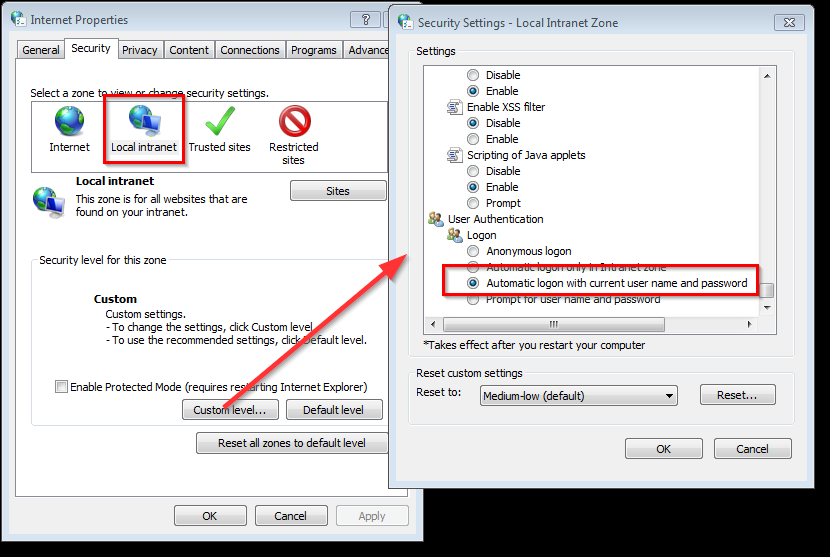 Internet Properties
?
General
Security
Privacy
Content
Connections
Programs
Advance
Select a zone to view or change security settings.
Internet
Local intranet
Trusted sites
Restricted
sites
Local intranet
Sites
This zone is for all websites that are
found on your intranet.
Security level for this zone
Custom
Custom settings.
- To change the settings, click Custom level.
- To use the recommended settings, click Default level.
Enable Protected Mode (requires restarting Internet Explorer)
Custom level...
Default level
Reset all zones to default level
OK
Cancel
Apply
Security Settings - Local Intranet Zone
Settings
Disable
Enable
Enable XSS filter
Disable
Enable
Scripting of Java applets
Disable
Enable
Prompt
User Authentication
Logon
Anonymous logon
Automatic logon only in Intranet zone
Automatic logon with current user name and password
Prompt for user name and password
*Takes effect after you restart your computer
Reset custom settings
Reset to:
Medium-low (default)
Reset...
OK
Cancel